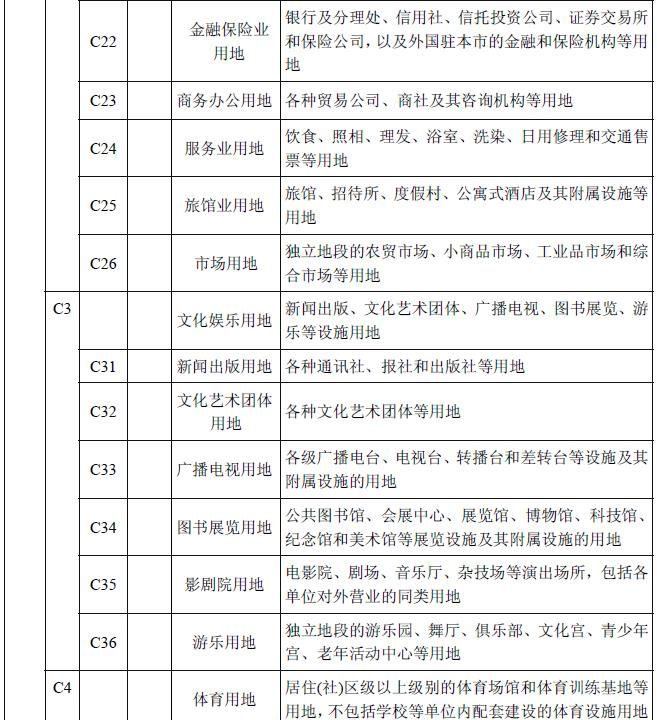 银行及分理处、信用社、信托投资公司、证券交易所
C22 金融保险业 和保险公司，以及外国驻本市的金融和保险机构等用
用地 地
C23 商务办公用地 各种贸易公司、商社及其咨询机构等用地
C24 服务业用地 饮食、照相、理发、浴室、洗染、日用修理和交通售
票等用地
C25 旅馆业用地 旅馆、招待所、度假村、公寓式酒店及其附属设施等
用地
C26 市场用地 独立地段的农贸市场、小商品市场、工业品市场和综
合市场等用地
C3 文化娱乐用地 新闻出版、文化艺术团体、广播电视、图书展览、游
乐等设施用地
C31 新闻出版用地 各种通讯社、报社和出版社等用地
C32 文化艺术团体 各种文化艺术团体等用地
用地
C33 广播电视用地 各级广播电台、电视台、转播台和差转台等设施及其
附属设施的用地
C34 图书展览用地 公共图书馆、会展中心、展览馆、博物馆、科技馆、
纪念馆和美术馆等展览设施及其附属设施的用地
C35 影剧院用地 电影院、剧场、音乐厅、杂技场等演出场所，包括各
单位对外营业的同类用地
C36 游乐用地 独立地段的游乐园、舞厅、俱乐部、文化宫、青少年
宫、老年活动中心等用地
C4 体育用地 居住(社)区级以上级别的体育场馆和体育训练基地等
用地，不包括学校等单位内配套建设的体育设施用地